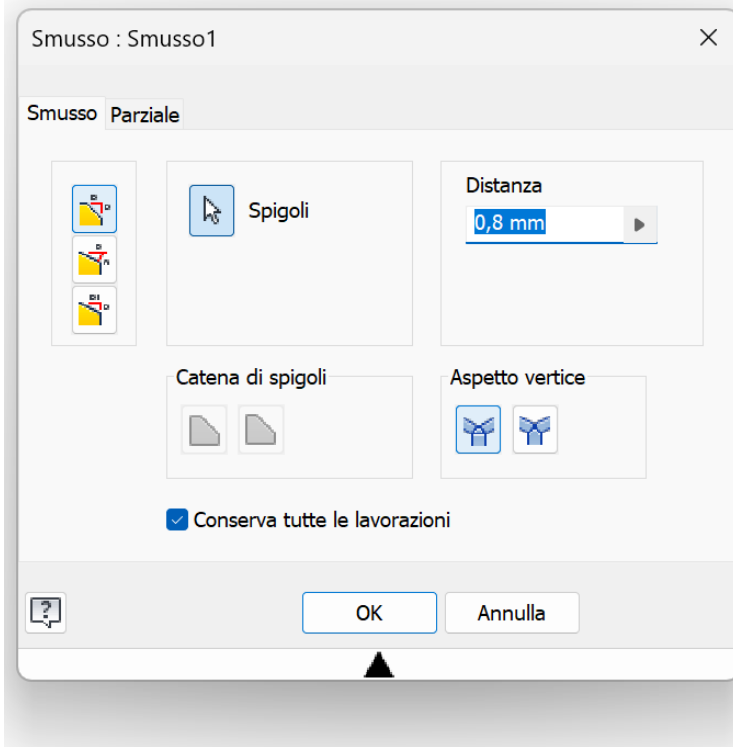 Smusso : Smusso1
Smusso Parziale
Spigoli
Distanza
0,8 mm
Catena di spigoli
Aspetto vertice
Conserva tutte le lavorazioni
OK
Annulla